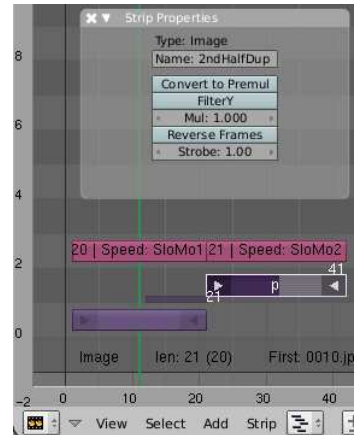 Strip Properties
Type: Image
Name: 2ndHalfDup
Convert to Premul
FilterY
Mul: 1.000
Reverse Frames
Strobe: 1.00
8
6
4
2
0
-2
20 | Speed: SloMo1
21 | Speed: SloMo2
41
p
21
Image len: 21 (20) First: 0010.jp
0 10 20 30 40
View Select Add Strip